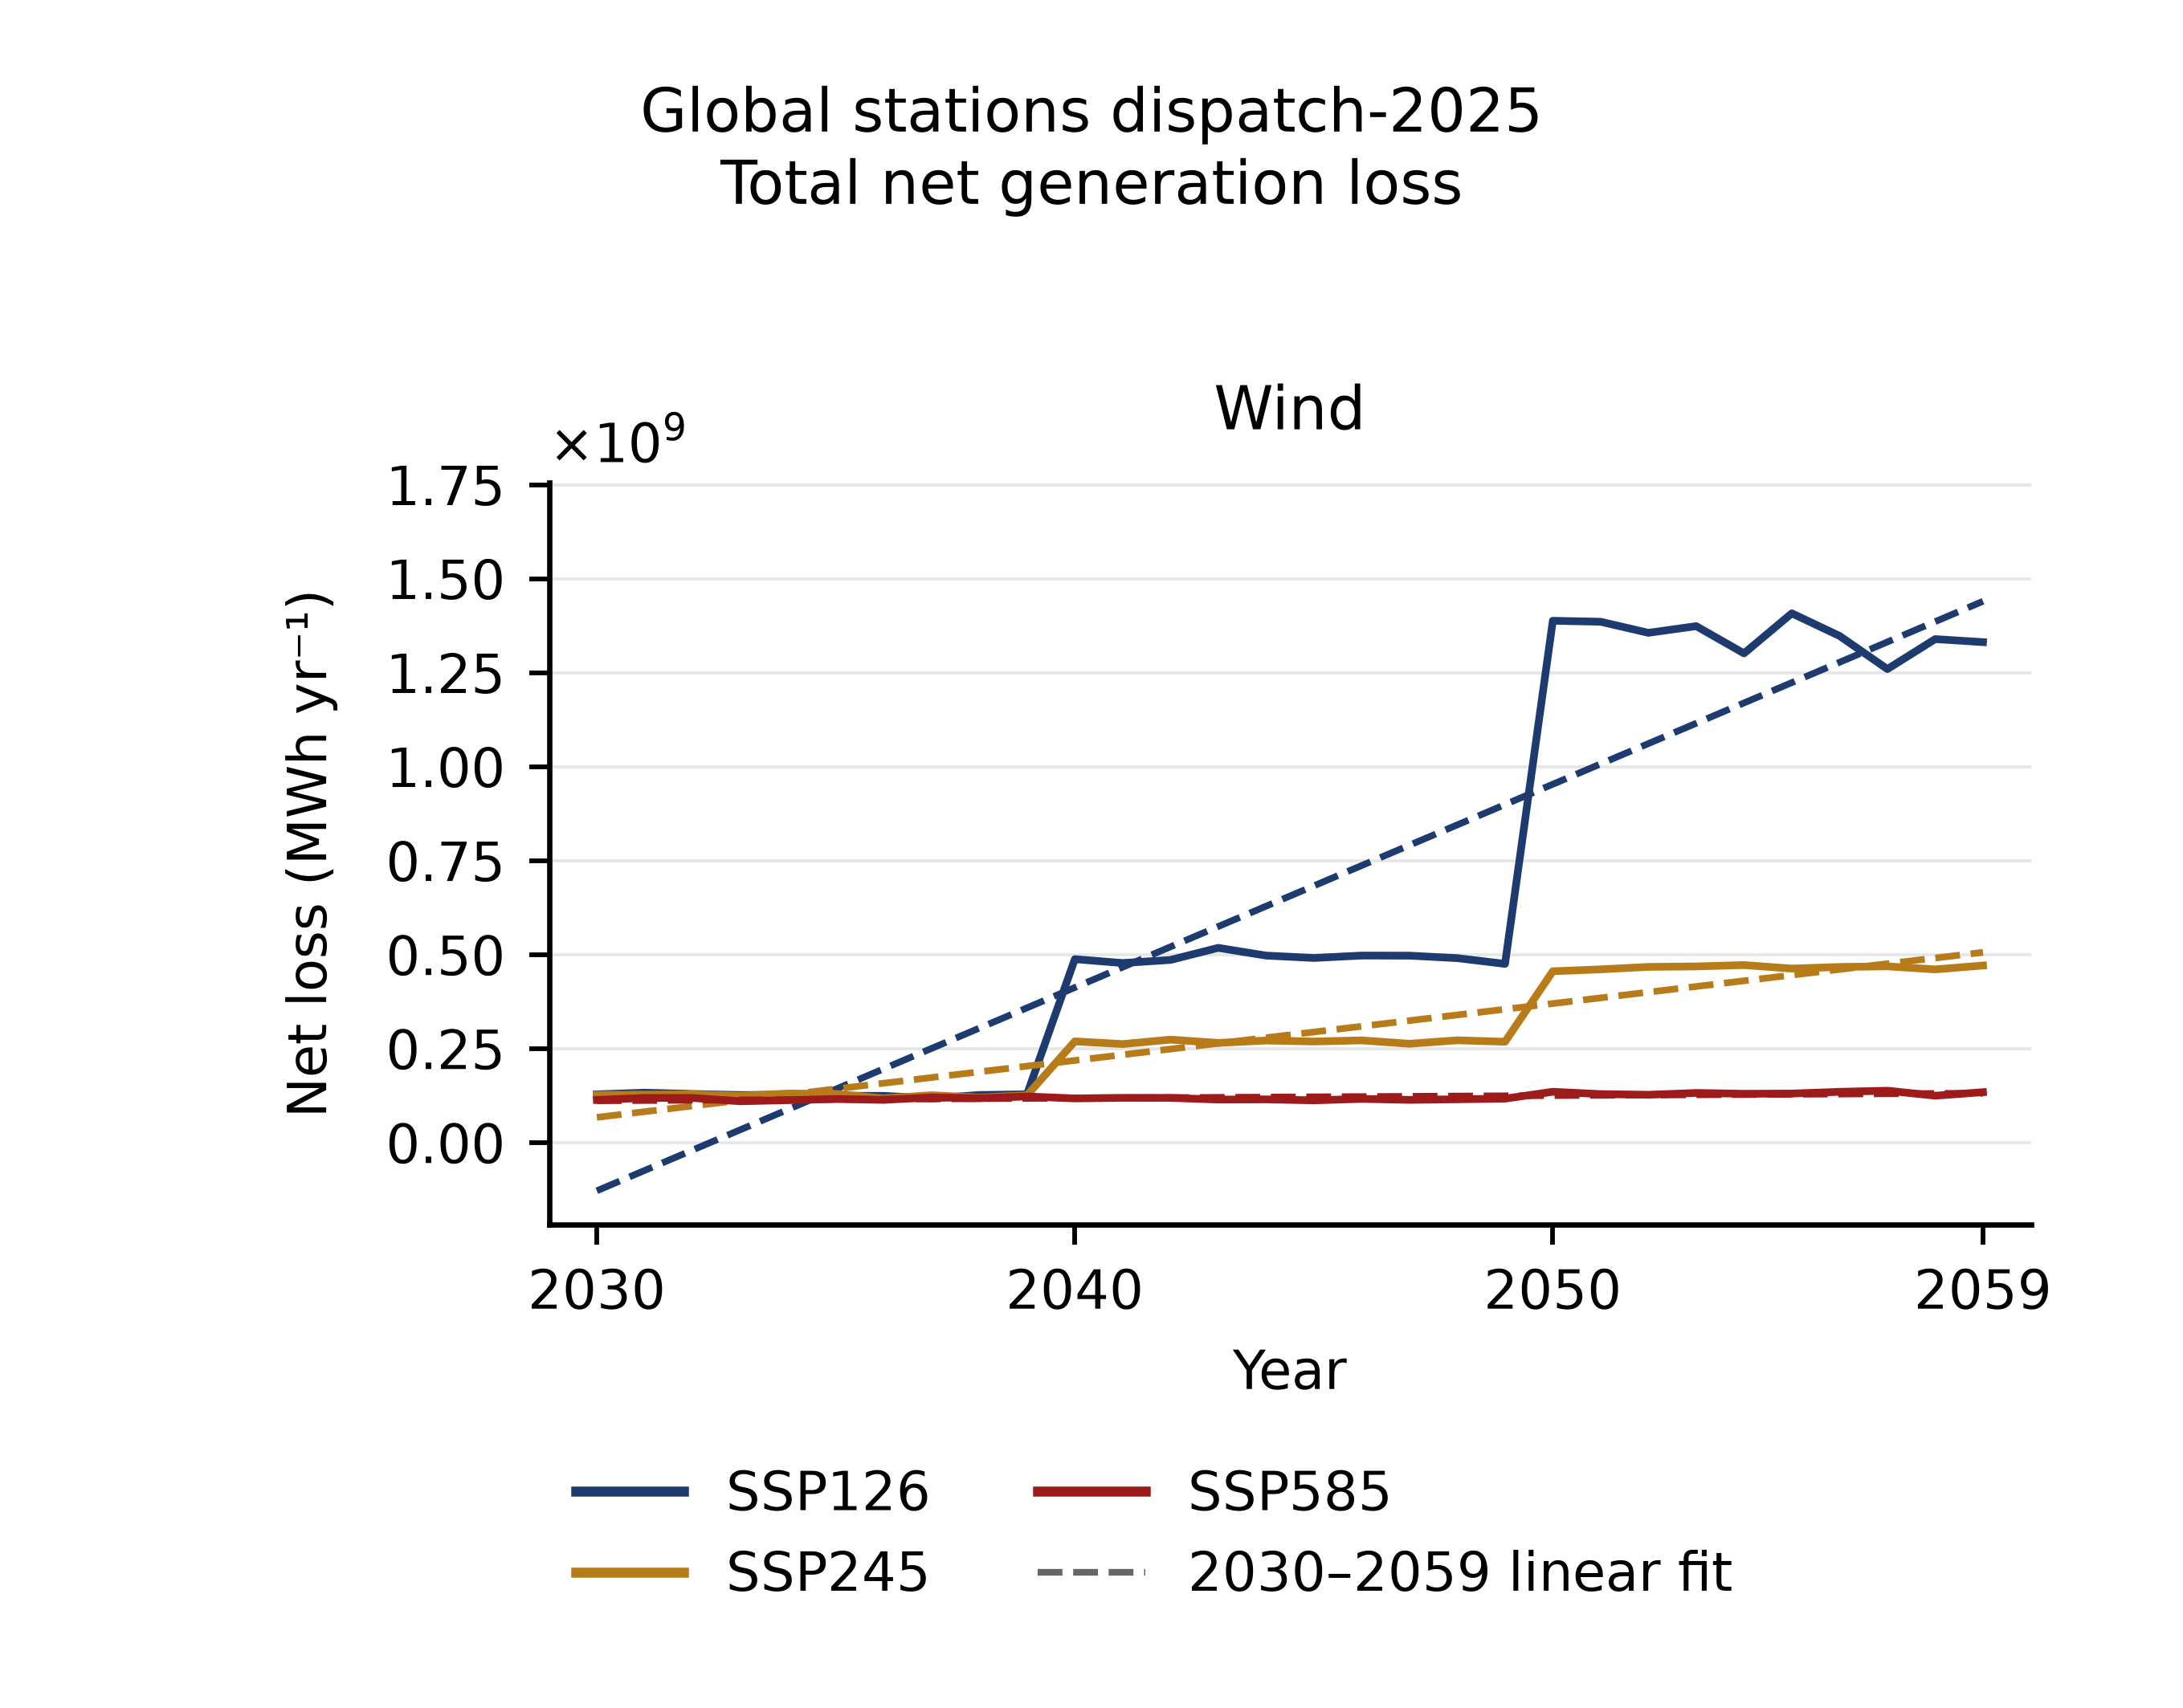 Global stations dispatch-2025
Total net generation loss
Wind
×10⁹
1.75
1.50
1.25
1.00
0.75
0.50
0.25
0.00
Net loss (MWh yr⁻¹)
2030 2040 2050 2059
Year
SSP126 SSP585
SSP245 2030–2059 linear fit